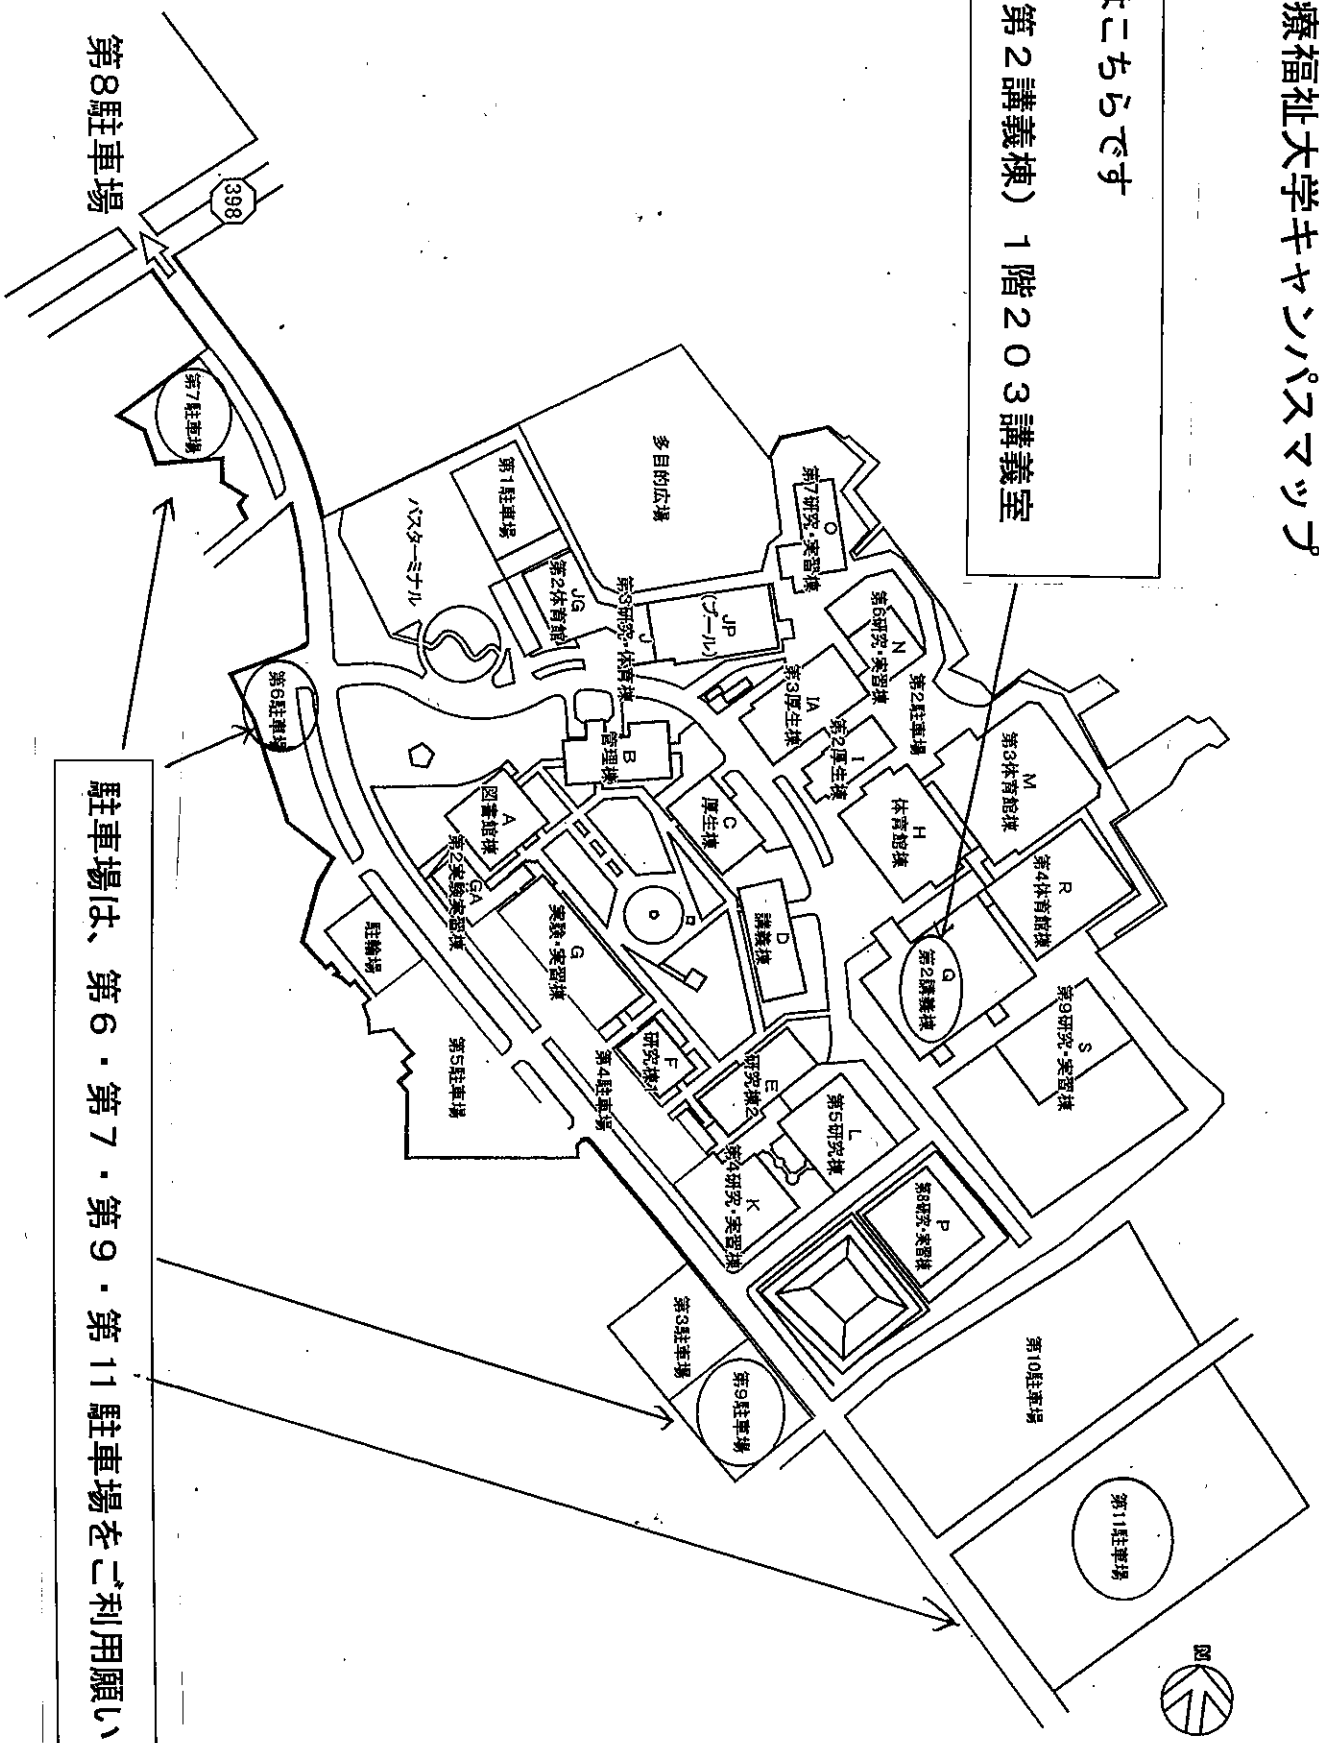 療福祉大学キャンパスマップ
はこちらです
第2講義棟）1階203講義室
第8駐車場
398
第7駐車場
多目的広場
第1駐車場
バスターミナル
第6駐車場
O
第7研究・実習棟
N
第6研究・実習棟
JP
(プール)
J
第3研究・体育棟
JG
第2体育館
第2駐車場
IA
第3厚生棟
I
第2厚生棟
M
第3体育館棟
H
体育館棟
R
第4体育館棟
B
管理棟
C
厚生棟
A
図書館棟
GA
第2実験実習棟
G
実験・実習棟
D
講義棟
Q
第2講義棟
S
第9研究・実習棟
駐輪場
第5駐車場
第4駐車場
F
研究棟1
E
研究棟2
L
第5研究棟
K
第4研究・実習棟
P
第8研究・実習棟
第3駐車場
第9駐車場
第10駐車場
第11駐車場
駐車場は、第6・第7・第9・第11駐車場をご利用願い